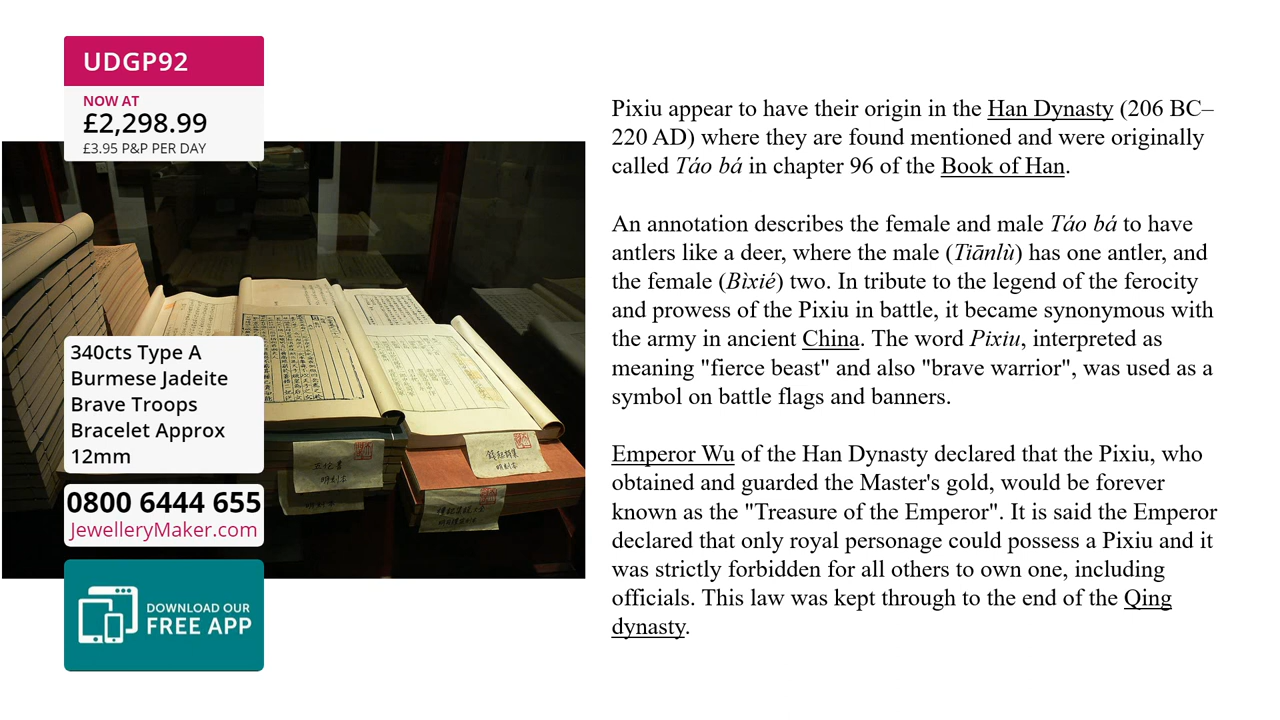 UDGP92
NOW AT
£2,298.99
£3.95 P&P PER DAY
340cts Type A
Burmese Jadeite
Brave Troops
Bracelet Approx
12mm
0800 6444 655
JewelleryMaker.com
DOWNLOAD OUR
FREE APP
Pixiu appear to have their origin in the Han Dynasty (206 BC–
220 AD) where they are found mentioned and were originally
called Táo bá in chapter 96 of the Book of Han.
An annotation describes the female and male Táo bá to have
antlers like a deer, where the male (Tiānlù) has one antler, and
the female (Bìxié) two. In tribute to the legend of the ferocity
and prowess of the Pixiu in battle, it became synonymous with
the army in ancient China. The word Pixiu, interpreted as
meaning "fierce beast" and also "brave warrior", was used as a
symbol on battle flags and banners.
Emperor Wu of the Han Dynasty declared that the Pixiu, who
obtained and guarded the Master's gold, would be forever
known as the "Treasure of the Emperor". It is said the Emperor
declared that only royal personage could possess a Pixiu and it
was strictly forbidden for all others to own one, including
officials. This law was kept through to the end of the Qing
dynasty.